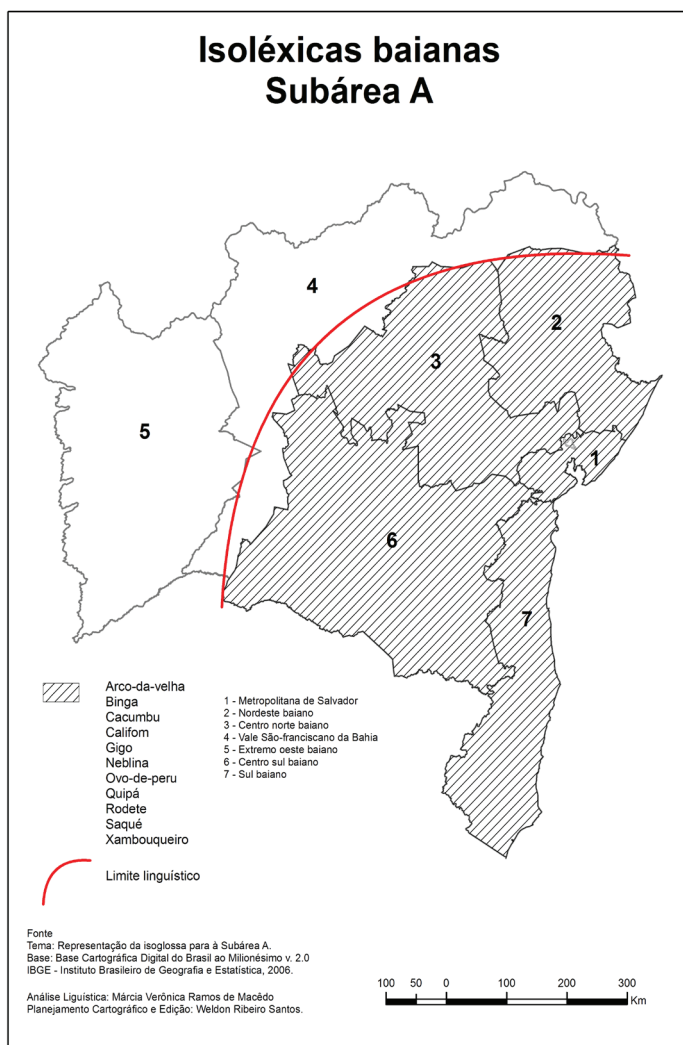 Isoléxicas baianas
Subárea A
4
2
3
5
1
6
7
Arco-da-velha
Binga
Cacumbu
Califom
Gigo
Neblina
Ovo-de-peru
Quipá
Rodete
Saqué
Xambouqueiro
1 - Metropolitana de Salvador
2 - Nordeste baiano
3 - Centro norte baiano
4 - Vale São-franciscano da Bahia
5 - Extremo oeste baiano
6 - Centro sul baiano
7 - Sul baiano
Limite linguístico
Fonte
Tema: Representação da isoglossa para à Subárea A.
Base: Base Cartográfica Digital do Brasil ao Milionésimo v. 2.0
IBGE - Instituto Brasileiro de Geografia e Estatística, 2006.
Análise Liguística: Márcia Verônica Ramos de Macêdo
Planejamento Cartográfico e Edição: Weldon Ribeiro Santos.
100 50 0 100 200 300
Km